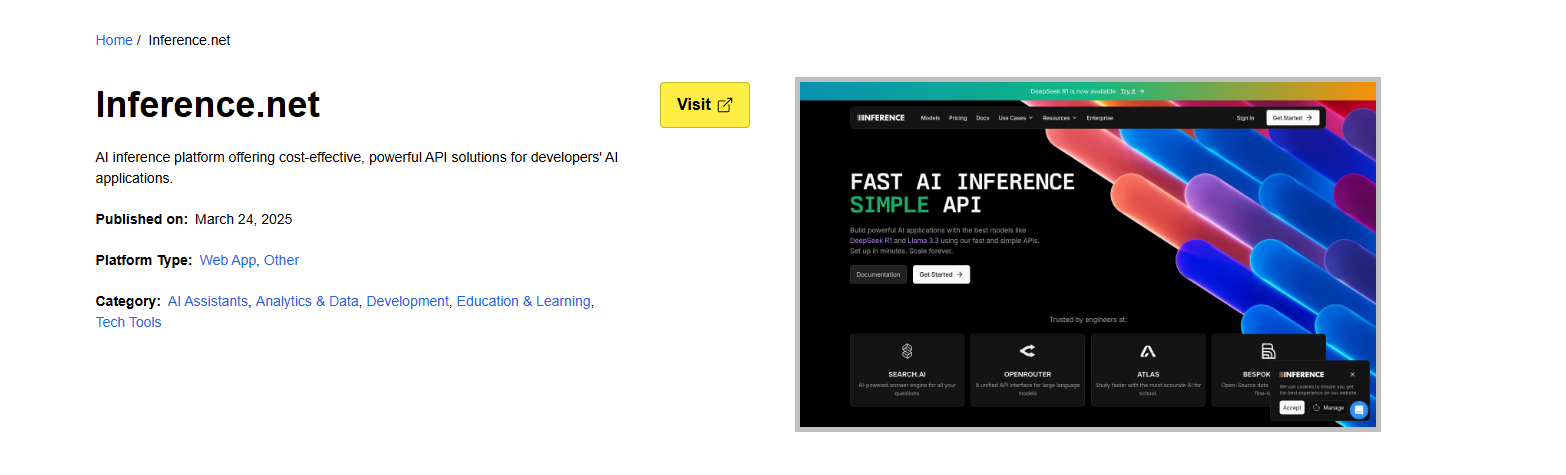 Home / Inference.net
Inference.net
Visit
AI inference platform offering cost-effective, powerful API solutions for developers' AI
applications.
Published on: March 24, 2025
Platform Type: Web App, Other
Category: AI Assistants, Analytics & Data, Development, Education & Learning,
Tech Tools
DeepSeek R1 is now available. Try it →
INFERENCE Models Pricing Docs Use Cases Resources Enterprise Sign in Get Started →
FAST AI INFERENCE
SIMPLE API
Build powerful AI applications with the best models like
DeepSeek R1 and Llama 3.3 using our fast and simple APIs.
Set up in minutes. Scale forever.
Documentation Get Started →
Trusted by engineers at:
SEARCH.AI
AI-powered answer engine for all your
questions
OPENROUTER
A unified API interface for large language
models
ATLAS
Study faster with the most accurate AI for
school.
BESPOK
Open-Source data
fine-t
INFERENCE
We use cookies to ensure you get
the best experience on our website.
Accept Manage